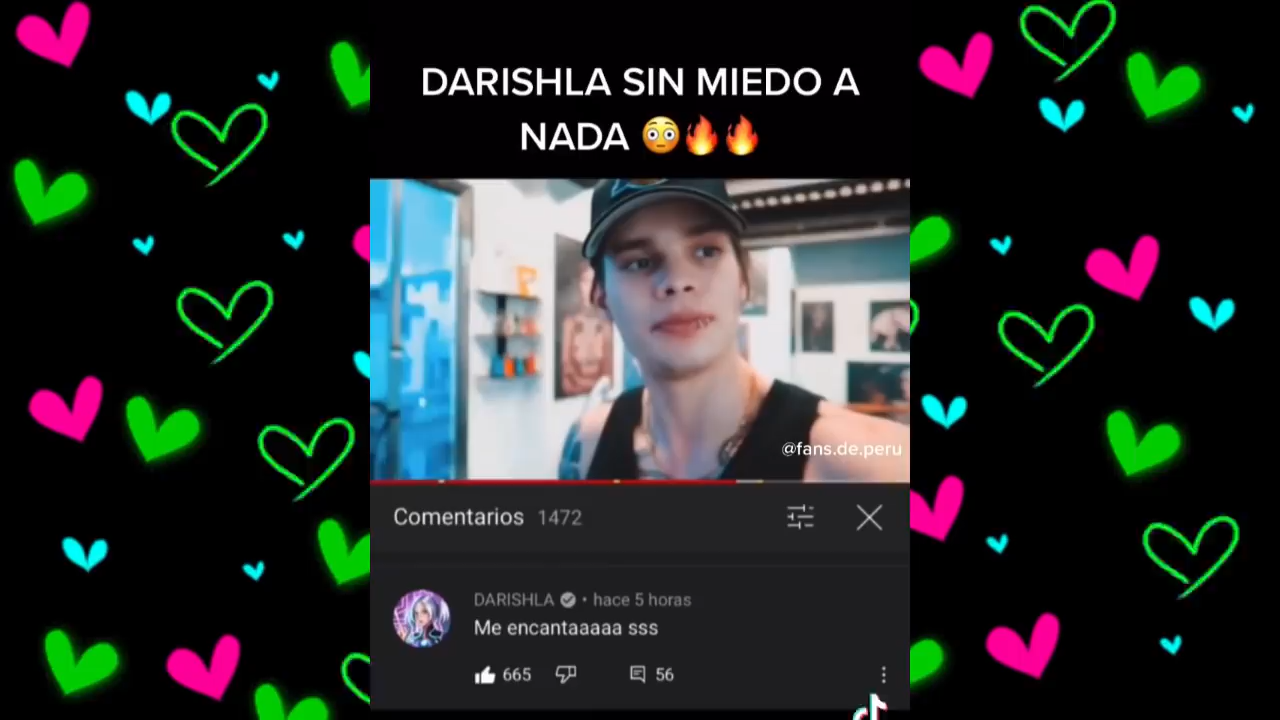 DARISHLA SIN MIEDO A
NADA 😳🔥🔥
@fans.de.peru
Comentarios 1472
DARISHLA • hace 5 horas
Me encantaaaaa sss
665 56